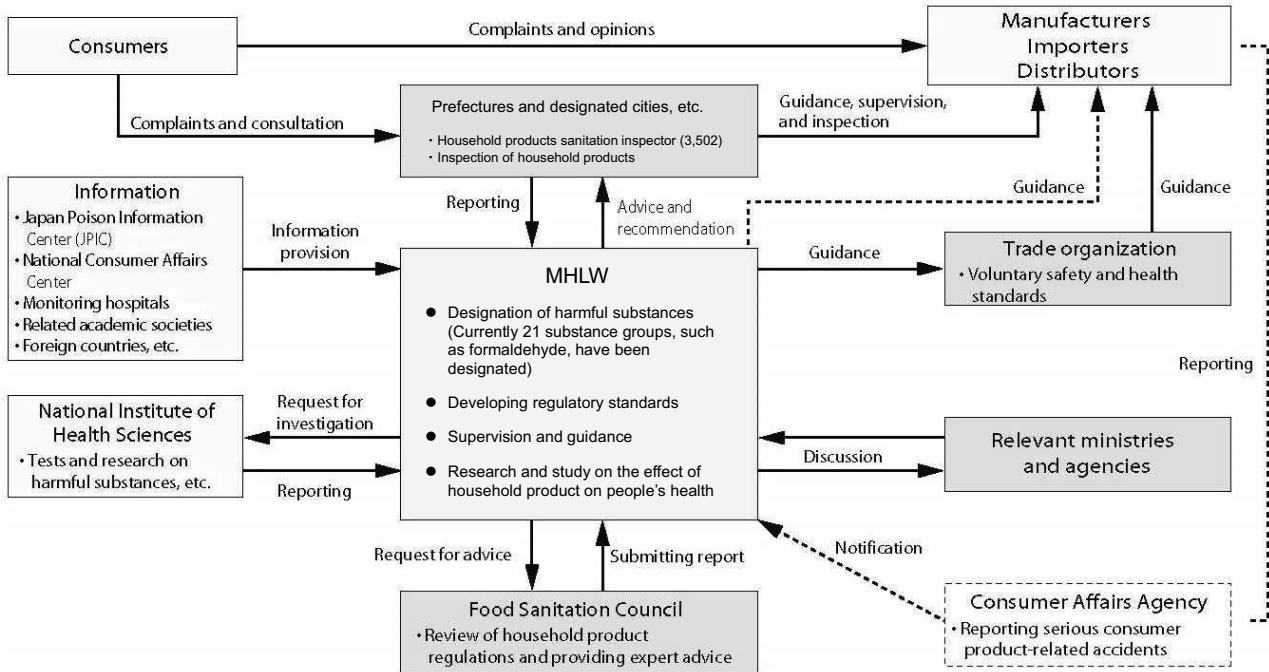 Consumers
Complaints and opinions
Manufacturers
Importers
Distributors
Complaints and consultation
Prefectures and designated cities, etc.
・Household products sanitation inspector (3,502)
・Inspection of household products
Guidance, supervision,
and inspection
Reporting
Advice and
recommendation
Guidance
Guidance
Information
・Japan Poison Information
Center (JPIC)
・National Consumer Affairs
Center
・Monitoring hospitals
・Related academic societies
・Foreign countries, etc.
Information
provision
MHLW
● Designation of harmful substances
(Currently 21 substance groups, such
as formaldehyde, have been
designated)
● Developing regulatory standards
● Supervision and guidance
● Research and study on the effect of
household product on people's health
Guidance
Trade organization
・Voluntary safety and health
standards
Reporting
National Institute of
Health Sciences
・Tests and research on
harmful substances, etc.
Request for
investigation
Reporting
Discussion
Relevant ministries
and agencies
Request for advice
Submitting report
Notification
Food Sanitation Council
・Review of household product
regulations and providing expert advice
Consumer Affairs Agency
・Reporting serious consumer
product-related accidents